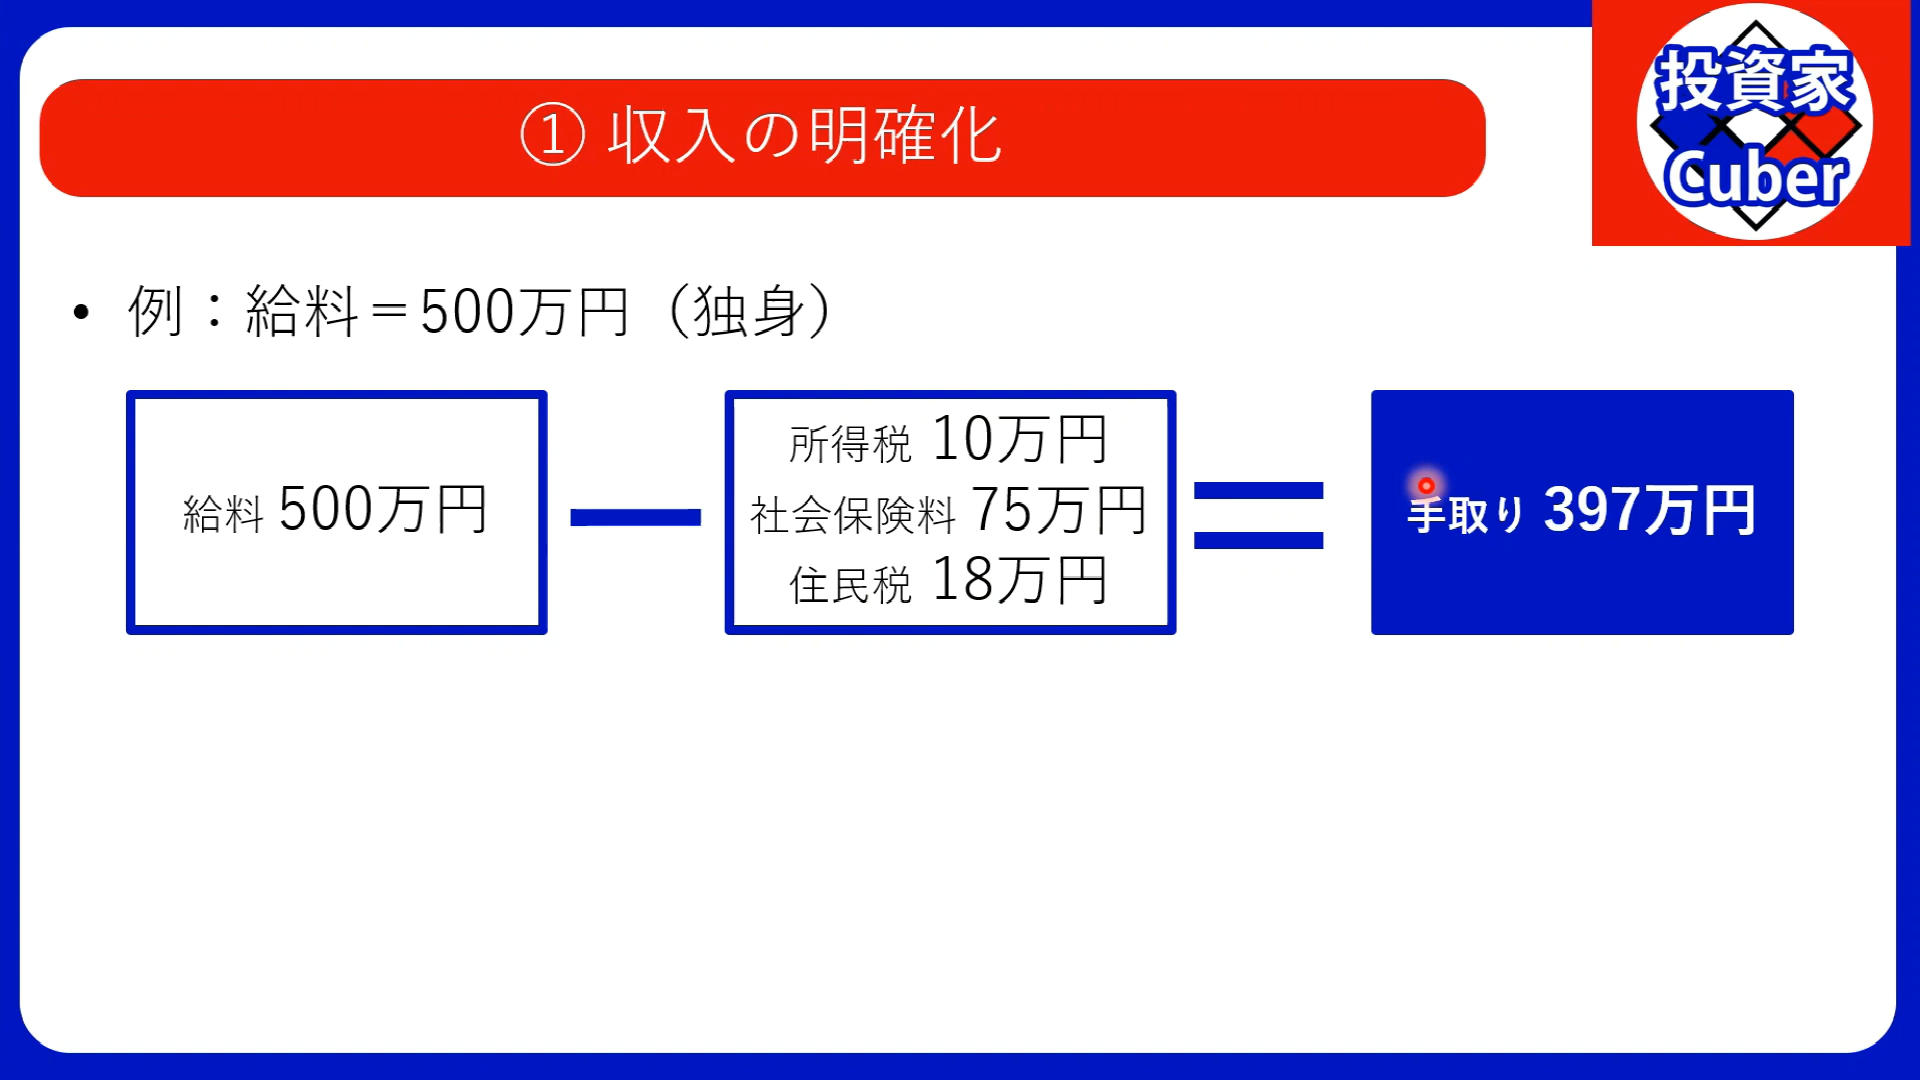 ① 収入の明確化
投資家
Cuber
• 例：給料＝500万円（独身）
給料 500万円
所得税 10万円
社会保険料 75万円
住民税 18万円
手取り 397万円